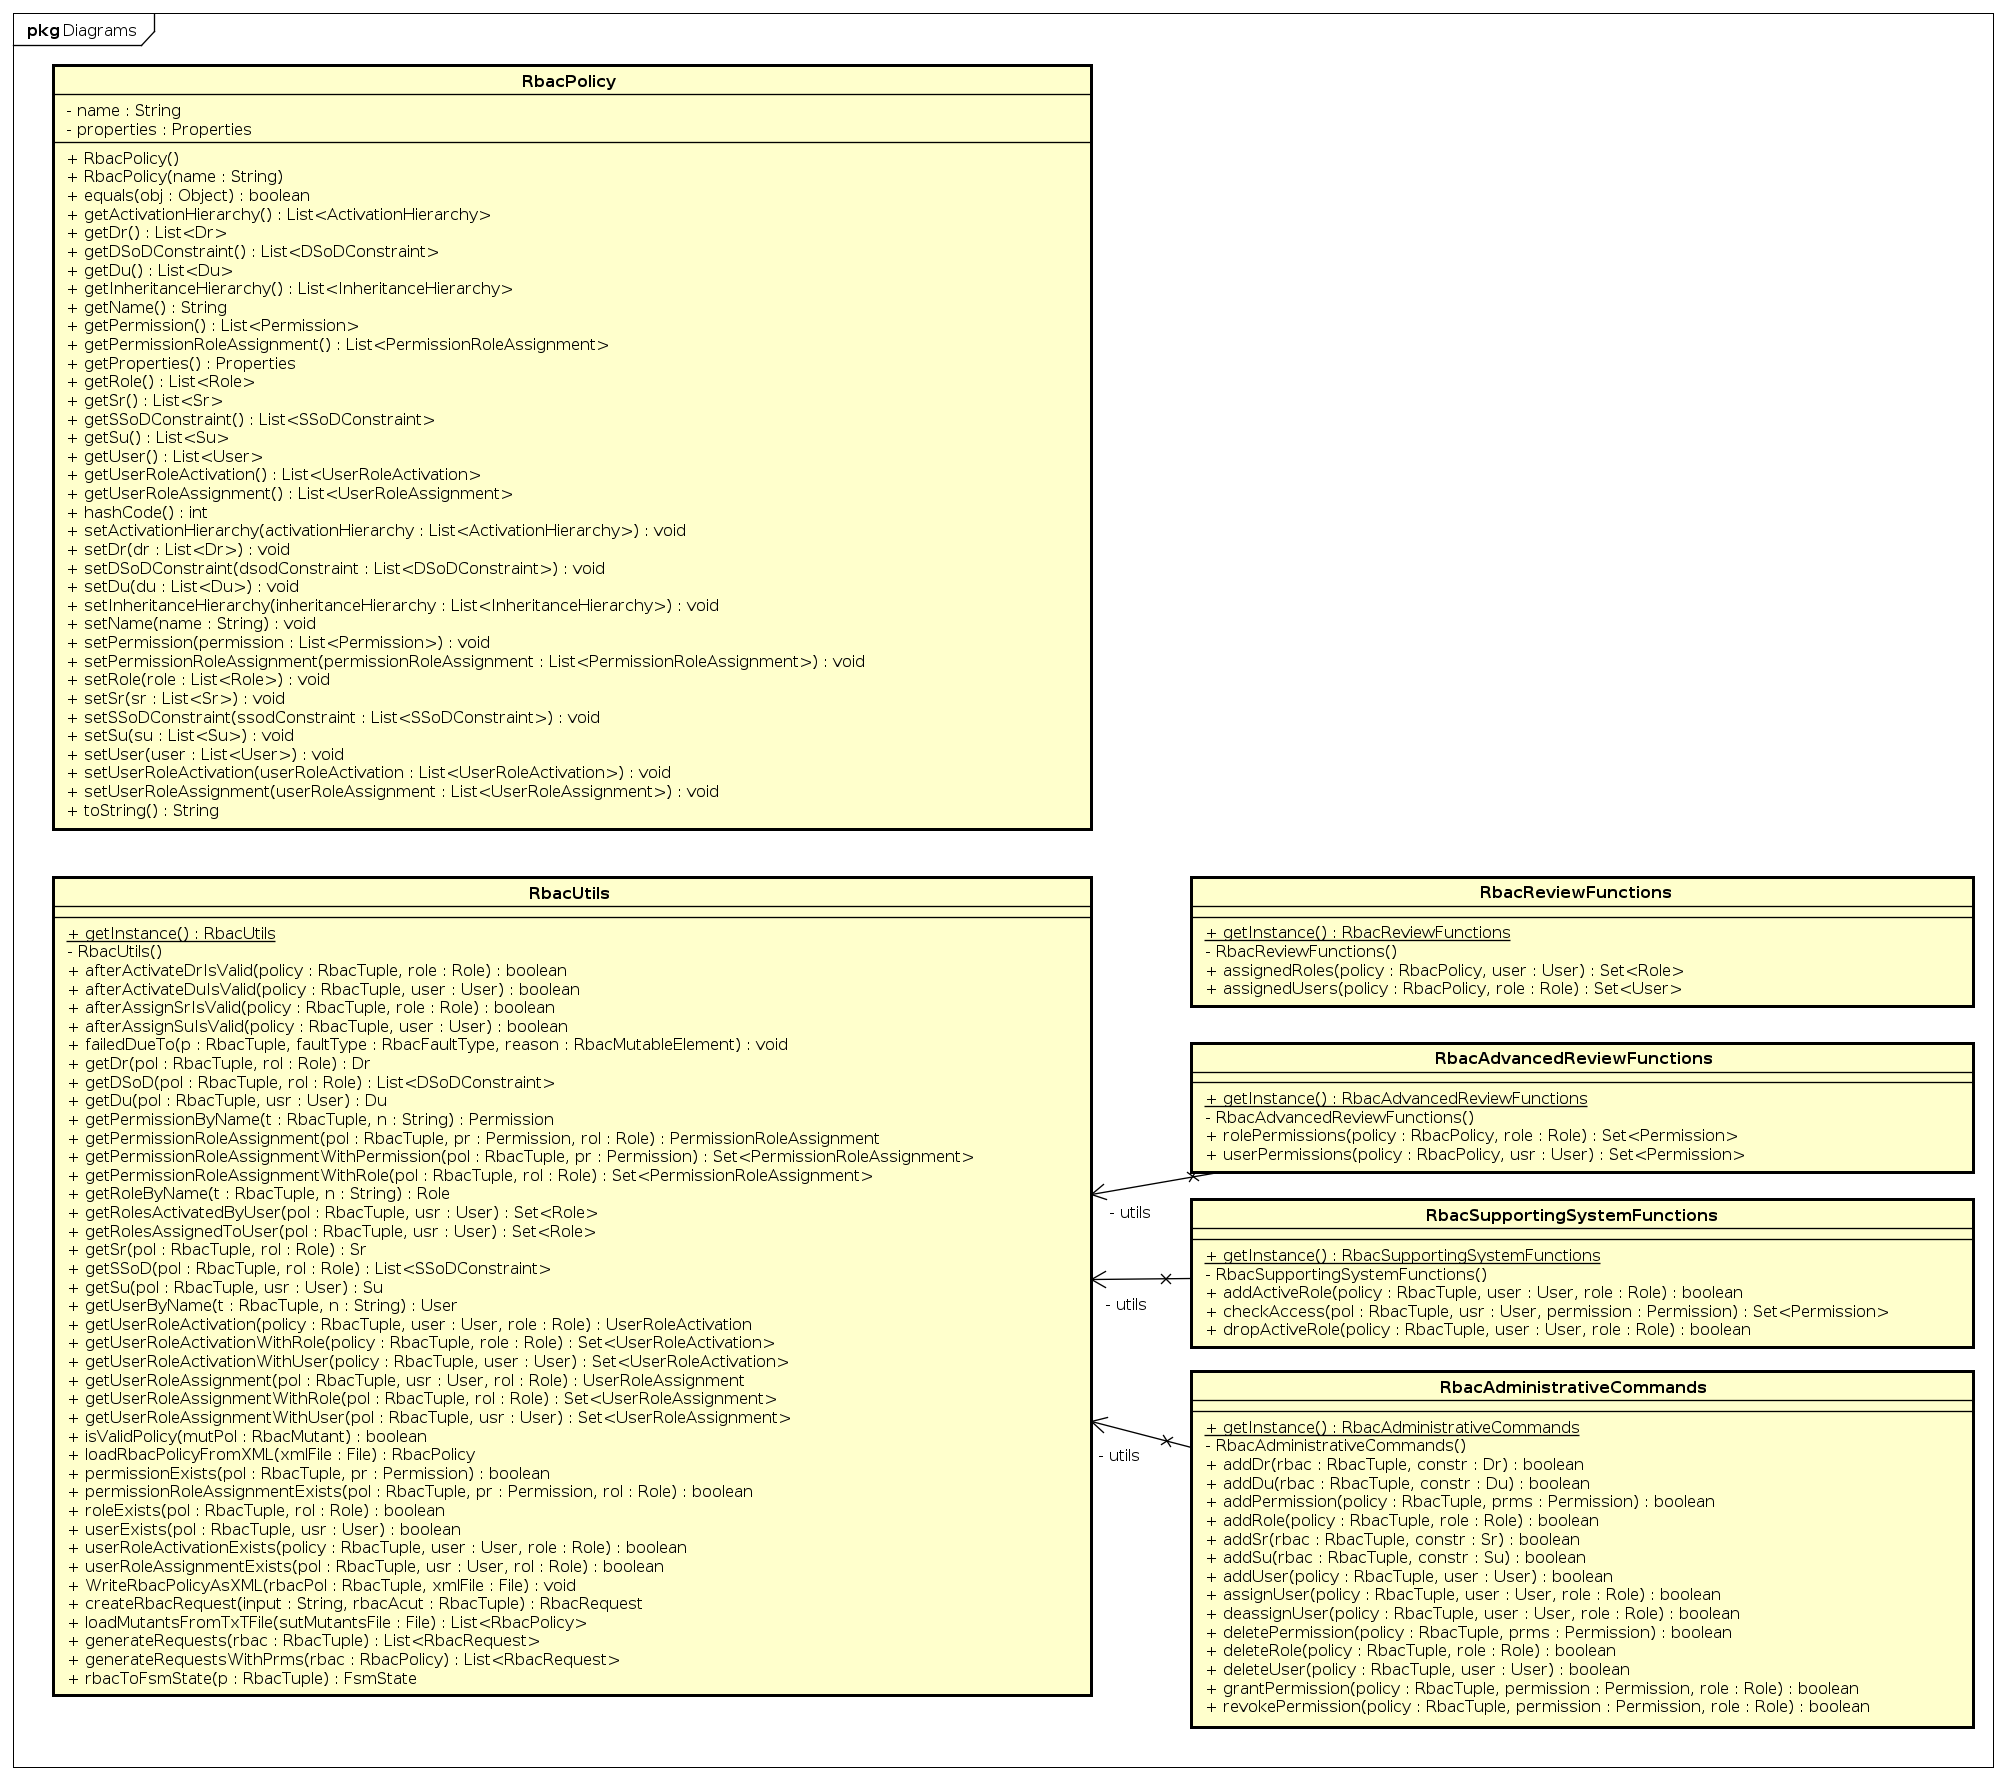 pkg Diagrams
RbacPolicy
- name : String
- properties : Properties
+ RbacPolicy()
+ RbacPolicy(name : String)
+ equals(obj : Object) : boolean
+ getActivationHierarchy() : List<ActivationHierarchy>
+ getDr() : List<Dr>
+ getDSoDConstraint() : List<DSoDConstraint>
+ getDu() : List<Du>
+ getInheritanceHierarchy() : List<InheritanceHierarchy>
+ getName() : String
+ getPermission() : List<Permission>
+ getPermissionRoleAssignment() : List<PermissionRoleAssignment>
+ getProperties() : Properties
+ getRole() : List<Role>
+ getSr() : List<Sr>
+ getSSoDConstraint() : List<SSoDConstraint>
+ getSu() : List<Su>
+ getUser() : List<User>
+ getUserRoleActivation() : List<UserRoleActivation>
+ getUserRoleAssignment() : List<UserRoleAssignment>
+ hashCode() : int
+ setActivationHierarchy(activationHierarchy : List<ActivationHierarchy>) : void
+ setDr(dr : List<Dr>) : void
+ setDSoDConstraint(dsodConstraint : List<DSoDConstraint>) : void
+ setDu(du : List<Du>) : void
+ setInheritanceHierarchy(inheritanceHierarchy : List<InheritanceHierarchy>) : void
+ setName(name : String) : void
+ setPermission(permission : List<Permission>) : void
+ setPermissionRoleAssignment(permissionRoleAssignment : List<PermissionRoleAssignment>) : void
+ setRole(role : List<Role>) : void
+ setSr(sr : List<Sr>) : void
+ setSSoDConstraint(ssodConstraint : List<SSoDConstraint>) : void
+ setSu(su : List<Su>) : void
+ setUser(user : List<User>) : void
+ setUserRoleActivation(userRoleActivation : List<UserRoleActivation>) : void
+ setUserRoleAssignment(userRoleAssignment : List<UserRoleAssignment>) : void
+ toString() : String
RbacUtils
+ getInstance() : RbacUtils
- RbacUtils()
+ afterActivateDrIsValid(policy : RbacTuple, role : Role) : boolean
+ afterActivateDuIsValid(policy : RbacTuple, user : User) : boolean
+ afterAssignSrIsValid(policy : RbacTuple, role : Role) : boolean
+ afterAssignSuIsValid(policy : RbacTuple, user : User) : boolean
+ failedDueTo(p : RbacTuple, faultType : RbacFaultType, reason : RbacMutableElement) : void
+ getDr(pol : RbacTuple, rol : Role) : Dr
+ getDSoD(pol : RbacTuple, rol : Role) : List<DSoDConstraint>
+ getDu(pol : RbacTuple, usr : User) : Du
+ getPermissionByName(t : RbacTuple, n : String) : Permission
+ getPermissionRoleAssignment(pol : RbacTuple, pr : Permission, rol : Role) : PermissionRoleAssignment
+ getPermissionRoleAssignmentWithPermission(pol : RbacTuple, pr : Permission) : Set<PermissionRoleAssignment>
+ getPermissionRoleAssignmentWithRole(pol : RbacTuple, rol : Role) : Set<PermissionRoleAssignment>
+ getRoleByName(t : RbacTuple, n : String) : Role
+ getRolesActivatedByUser(pol : RbacTuple, usr : User) : Set<Role>
+ getRolesAssignedToUser(pol : RbacTuple, usr : User) : Set<Role>
+ getSr(pol : RbacTuple, rol : Role) : Sr
+ getSSoD(pol : RbacTuple, rol : Role) : List<SSoDConstraint>
+ getSu(pol : RbacTuple, usr : User) : Su
+ getUserByName(t : RbacTuple, n : String) : User
+ getUserRoleActivation(policy : RbacTuple, user : User, role : Role) : UserRoleActivation
+ getUserRoleActivationWithRole(policy : RbacTuple, role : Role) : Set<UserRoleActivation>
+ getUserRoleActivationWithUser(policy : RbacTuple, user : User) : Set<UserRoleActivation>
+ getUserRoleAssignment(pol : RbacTuple, usr : User, rol : Role) : UserRoleAssignment
+ getUserRoleAssignmentWithRole(pol : RbacTuple, rol : Role) : Set<UserRoleAssignment>
+ getUserRoleAssignmentWithUser(pol : RbacTuple, usr : User) : Set<UserRoleAssignment>
+ isValidPolicy(mutPol : RbacMutant) : boolean
+ loadRbacPolicyFromXML(xmlFile : File) : RbacPolicy
+ permissionExists(pol : RbacTuple, pr : Permission) : boolean
+ permissionRoleAssignmentExists(pol : RbacTuple, pr : Permission, rol : Role) : boolean
+ roleExists(pol : RbacTuple, rol : Role) : boolean
+ userExists(pol : RbacTuple, usr : User) : boolean
+ userRoleActivationExists(policy : RbacTuple, user : User, role : Role) : boolean
+ userRoleAssignmentExists(pol : RbacTuple, usr : User, rol : Role) : boolean
+ WriteRbacPolicyAsXML(rbacPol : RbacTuple, xmlFile : File) : void
+ createRbacRequest(input : String, rbacAcut : RbacTuple) : RbacRequest
+ loadMutantsFromTxTFile(sutMutantsFile : File) : List<RbacPolicy>
+ generateRequests(rbac : RbacTuple) : List<RbacRequest>
+ generateRequestsWithPrms(rbac : RbacPolicy) : List<RbacRequest>
+ rbacToFsmState(p : RbacTuple) : FsmState
RbacReviewFunctions
+ getInstance() : RbacReviewFunctions
- RbacReviewFunctions()
+ assignedRoles(policy : RbacPolicy, user : User) : Set<Role>
+ assignedUsers(policy : RbacPolicy, role : Role) : Set<User>
RbacAdvancedReviewFunctions
+ getInstance() : RbacAdvancedReviewFunctions
- RbacAdvancedReviewFunctions()
+ rolePermissions(policy : RbacPolicy, role : Role) : Set<Permission>
+ userPermissions(policy : RbacPolicy, usr : User) : Set<Permission>
- utils
RbacSupportingSystemFunctions
+ getInstance() : RbacSupportingSystemFunctions
- RbacSupportingSystemFunctions()
+ addActiveRole(policy : RbacTuple, user : User, role : Role) : boolean
+ checkAccess(pol : RbacTuple, usr : User, permission : Permission) : Set<Permission>
+ dropActiveRole(policy : RbacTuple, user : User, role : Role) : boolean
- utils
RbacAdministrativeCommands
+ getInstance() : RbacAdministrativeCommands
- RbacAdministrativeCommands()
+ addDr(rbac : RbacTuple, constr : Dr) : boolean
+ addDu(rbac : RbacTuple, constr : Du) : boolean
+ addPermission(policy : RbacTuple, prms : Permission) : boolean
+ addRole(policy : RbacTuple, role : Role) : boolean
+ addSr(rbac : RbacTuple, constr : Sr) : boolean
+ addSu(rbac : RbacTuple, constr : Su) : boolean
+ addUser(policy : RbacTuple, user : User) : boolean
+ assignUser(policy : RbacTuple, user : User, role : Role) : boolean
+ deassignUser(policy : RbacTuple, user : User, role : Role) : boolean
+ deletePermission(policy : RbacTuple, prms : Permission) : boolean
+ deleteRole(policy : RbacTuple, role : Role) : boolean
+ deleteUser(policy : RbacTuple, user : User) : boolean
+ grantPermission(policy : RbacTuple, permission : Permission, role : Role) : boolean
+ revokePermission(policy : RbacTuple, permission : Permission, role : Role) : boolean
- utils